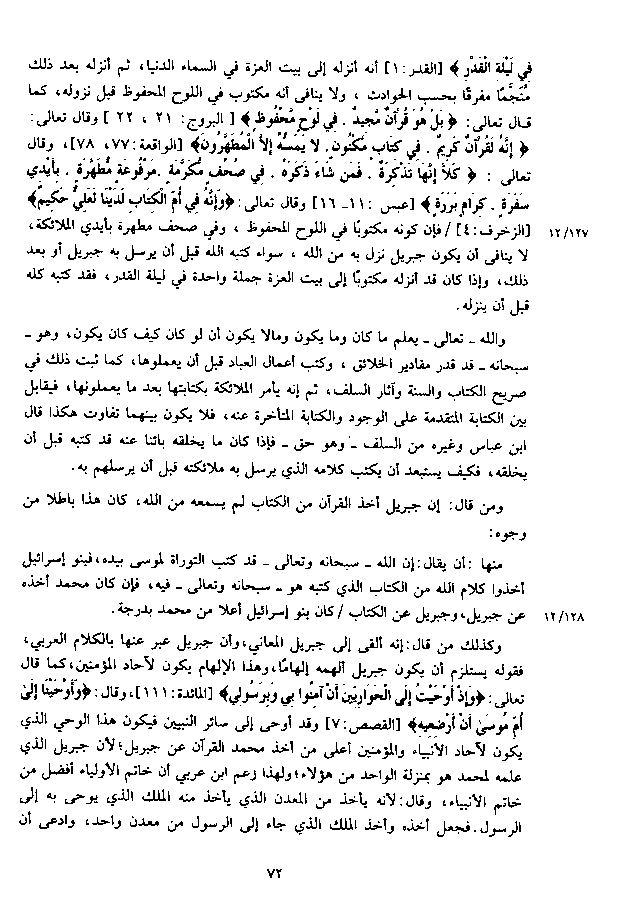 في لَيْلَةِ الْقَدْرِ ﴾ [القدر:١] أنه أنزله إلى بيت العزة في السماء الدنيا، ثم أنزله بعد ذلك
مُنَجَّمًا مفرقًا بحسب الحوادث ، ولا ينافى أنه مكتوب في اللوح المحفوظ قبل نزوله، كما
قال تعالى: ﴿ بَلْ هُوَ قُرْآنٌ مَّجِيدٌ . فِي لَوْحٍ مَّحْفُوظٍ ﴾ [ البروج: ٢١ ، ٢٢ ] وقال تعالى:
﴿ إِنَّهُ لَقُرْآنٌ كَرِيمٌ . فِي كِتَابٍ مَّكْنُونٍ . لا يَمَسُّهُ إِلاَّ الْمُطَهَّرُونَ﴾ [الواقعة:٧٧، ٧٨]، وقال
تعالى : ﴿ كَلاَّ إِنَّهَا تَذْكِرَةٌ . فَمَن شَاءَ ذَكَرَهُ . فِي صُحُفٍ مُّكَرَّمَةٍ .مَرْفُوعَةٍ مُّطَهَّرَةٍ . بِأَيْدِي
سَفَرَةٍ . كِرَامٍ بَرَرَةٍ ﴾ [عبس :١١ـ ١٦] وقال تعالى: ﴿وَإِنَّهُ فِي أُمِّ الْكِتَابِ لَدَيْنَا لَعَلِيٌّ حَكِيمٌ﴾
[الزخرف:٤] /فإن كونه مكتوبًا في اللوح المحفوظ ، وفي صحف مطهرة بأيدي الملائكة، ١٢/١٢٧
لا ينافى أن يكون جبريل نزل به من الله ، سواء كتبه الله قبل أن يرسل به جبريل أو بعد
ذلك، وإذا كان قد أنزله مكتوبًا إلى بيت العزة جملة واحدة في ليلة القدر، فقد كتبه كله
قبل أن ينزله.
والله ـ تعالى ـ يعلم ما كان وما يكون ومالا يكون أن لو كان كيف كان يكون، وهو ـ
سبحانه ـ قد قدر مقادير الخلائق ، وكتب أعمال العباد قبل أن يعملوها، كما ثبت ذلك في
صريح الكتاب والسنة وآثار السلف، ثم إنه يأمر الملائكة بكتابتها بعد ما يعملونها، فيقابل
بين الكتابة المتقدمة على الوجود والكتابة المتأخرة عنه، فلا يكون بينهما تفاوت هكذا قال
ابن عباس وغيره من السلف ـ وهو حق ـ فإذا كان ما يخلقه بائنا عنه قد كتبه قبل أن
يخلقه، فكيف يستبعد أن يكتب كلامه الذي يرسل به ملائكته قبل أن يرسلهم به.
ومن قال: إن جبريل أخذ القرآن من الكتاب لم يسمعه من الله، كان هذا باطلا من
وجوه:
منها :أن يقال:إن الله ـ سبحانه وتعالى ـ قد كتب التوراة لموسى بيده،فبنو إسرائيل
أخذوا كلام الله من الكتاب الذي كتبه هو ـ سبحانه وتعالى ـ فيه، فإن كان محمد أخذه
عن جبريل،وجبريل عن الكتاب /كان بنو إسرائيل أعلا من محمد بدرجة. ١٢/١٢٨
وكذلك من قال:إنه ألقى إلى جبريل المعاني،وأن جبريل عبر عنها بالكلام العربي،
فقوله يستلزم أن يكون جبريل ألهمه إلهامًا،وهذا الإلهام يكون لآحاد المؤمنين،كما قال
تعالى:﴿وَإِذْ أَوْحَيْتُ إِلَى الْحَوَارِيِّينَ أَنْ آمِنُوا بِي وَبِرَسُولِي﴾ [المائدة:١١١]،وقال:﴿وَأَوْحَيْنَا إِلَىٰ
أُمِّ مُوسَىٰ أَنْ أَرْضِعِيهِ﴾ [القصص:٧] وقد أوحى إلى سائر النبيين فيكون هذا الوحي الذي
يكون لآحاد الأنبياء والمؤمنين أعلى من أخذ محمد القرآن عن جبريل؛لأن جبريل الذي
علمه لمحمد هو بمنزلة الواحد من هؤلاء؛ولهذا زعم ابن عربي أن خاتم الأولياء أفضل من
خاتم الأنبياء، وقال:لأنه يأخذ من المعدن الذي يأخذ منه الملك الذي يوحى به إلى
الرسول.فجعل أخذه وأخذ الملك الذي جاء إلى الرسول من معدن واحد، وادعى أن
٧٢